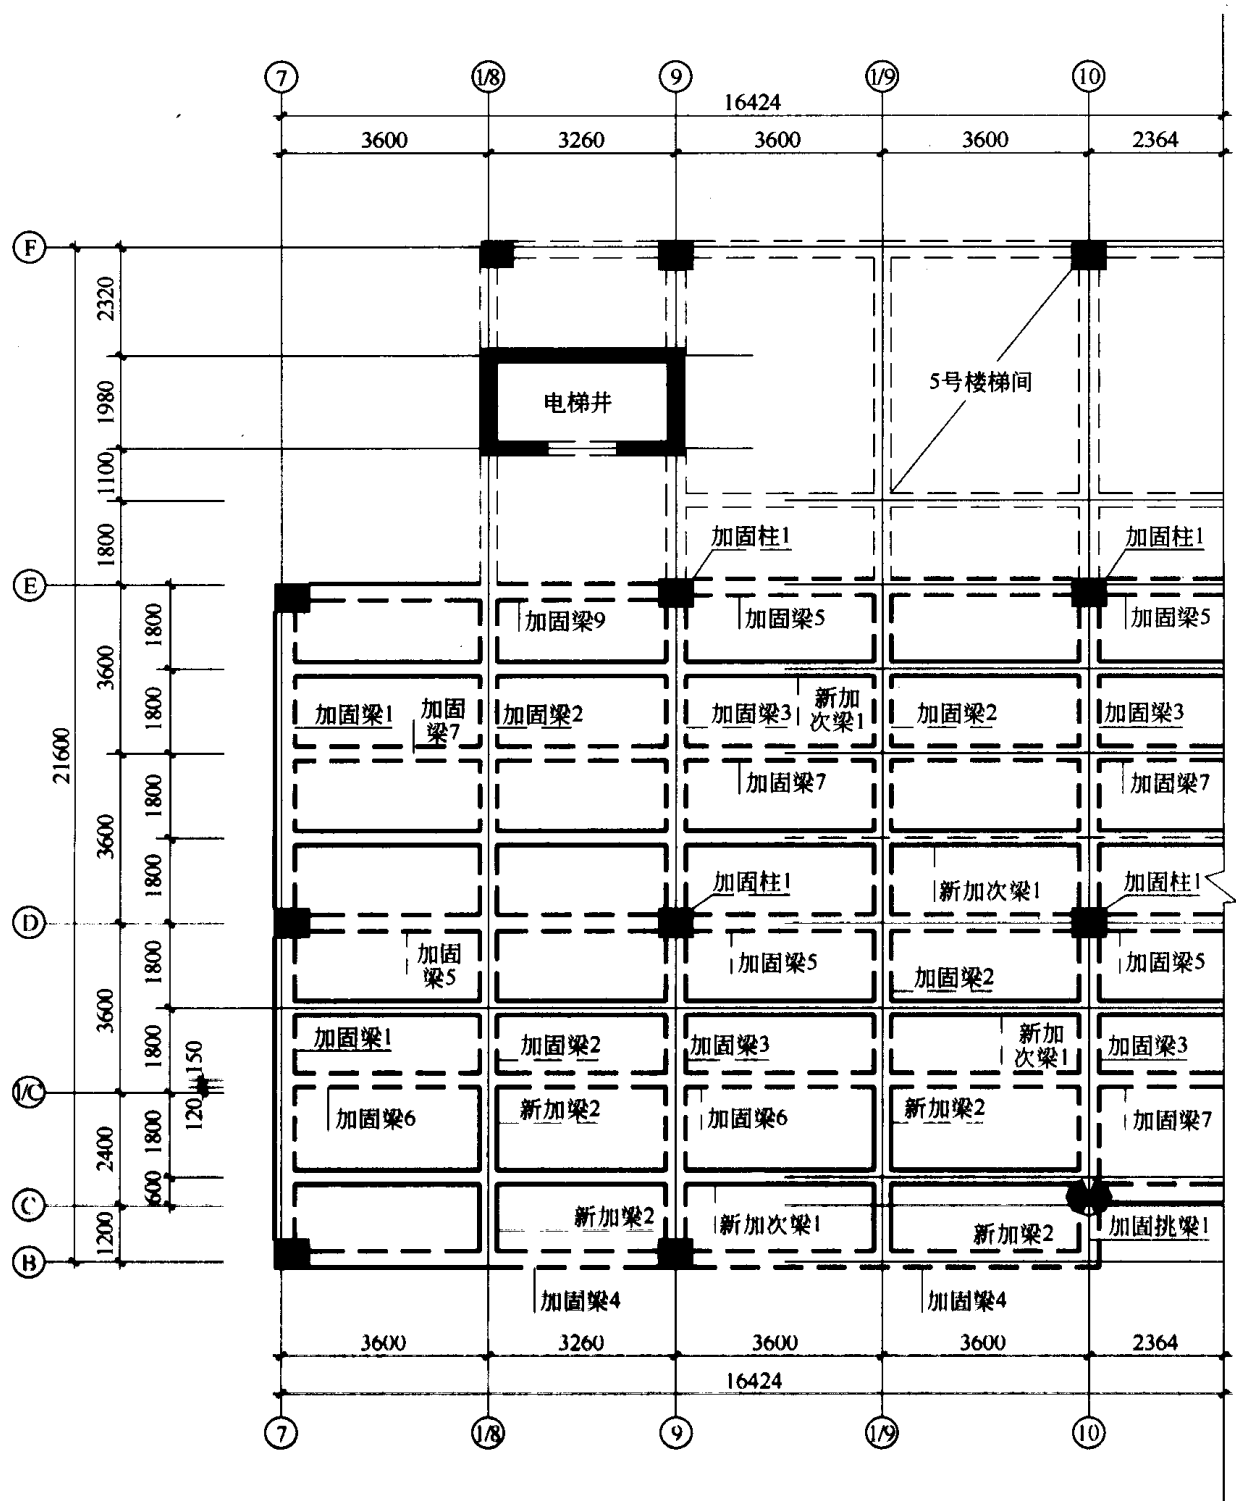 7 1/8 9 1/9 10
16424
3600 3260 3600 3600 2364
F
2320
1980
电梯井
5号楼梯间
1100
1800
加固柱1 加固柱1
E
1800
加固梁9 加固梁5 加固梁5
3600
1800
加固梁1
加固
梁7
加固梁2 加固梁3
新加
次梁1
加固梁2 加固梁3
21600
1800
加固梁7 加固梁7
3600
1800
加固柱1 新加次梁1 加固柱1
D
1800
加固
梁5
加固梁5 加固梁2 加固梁5
3600
1800
加固梁1 加固梁2 加固梁3
新加
次梁1
加固梁3
150
1/C
120
1800
加固梁6 新加梁2 加固梁6 新加梁2 加固梁7
2400
600
C
1200
新加梁2 新加次梁1 新加梁2 加固挑梁1
B
加固梁4 加固梁4
3600 3260 3600 3600 2364
16424
7 1/8 9 1/9 10